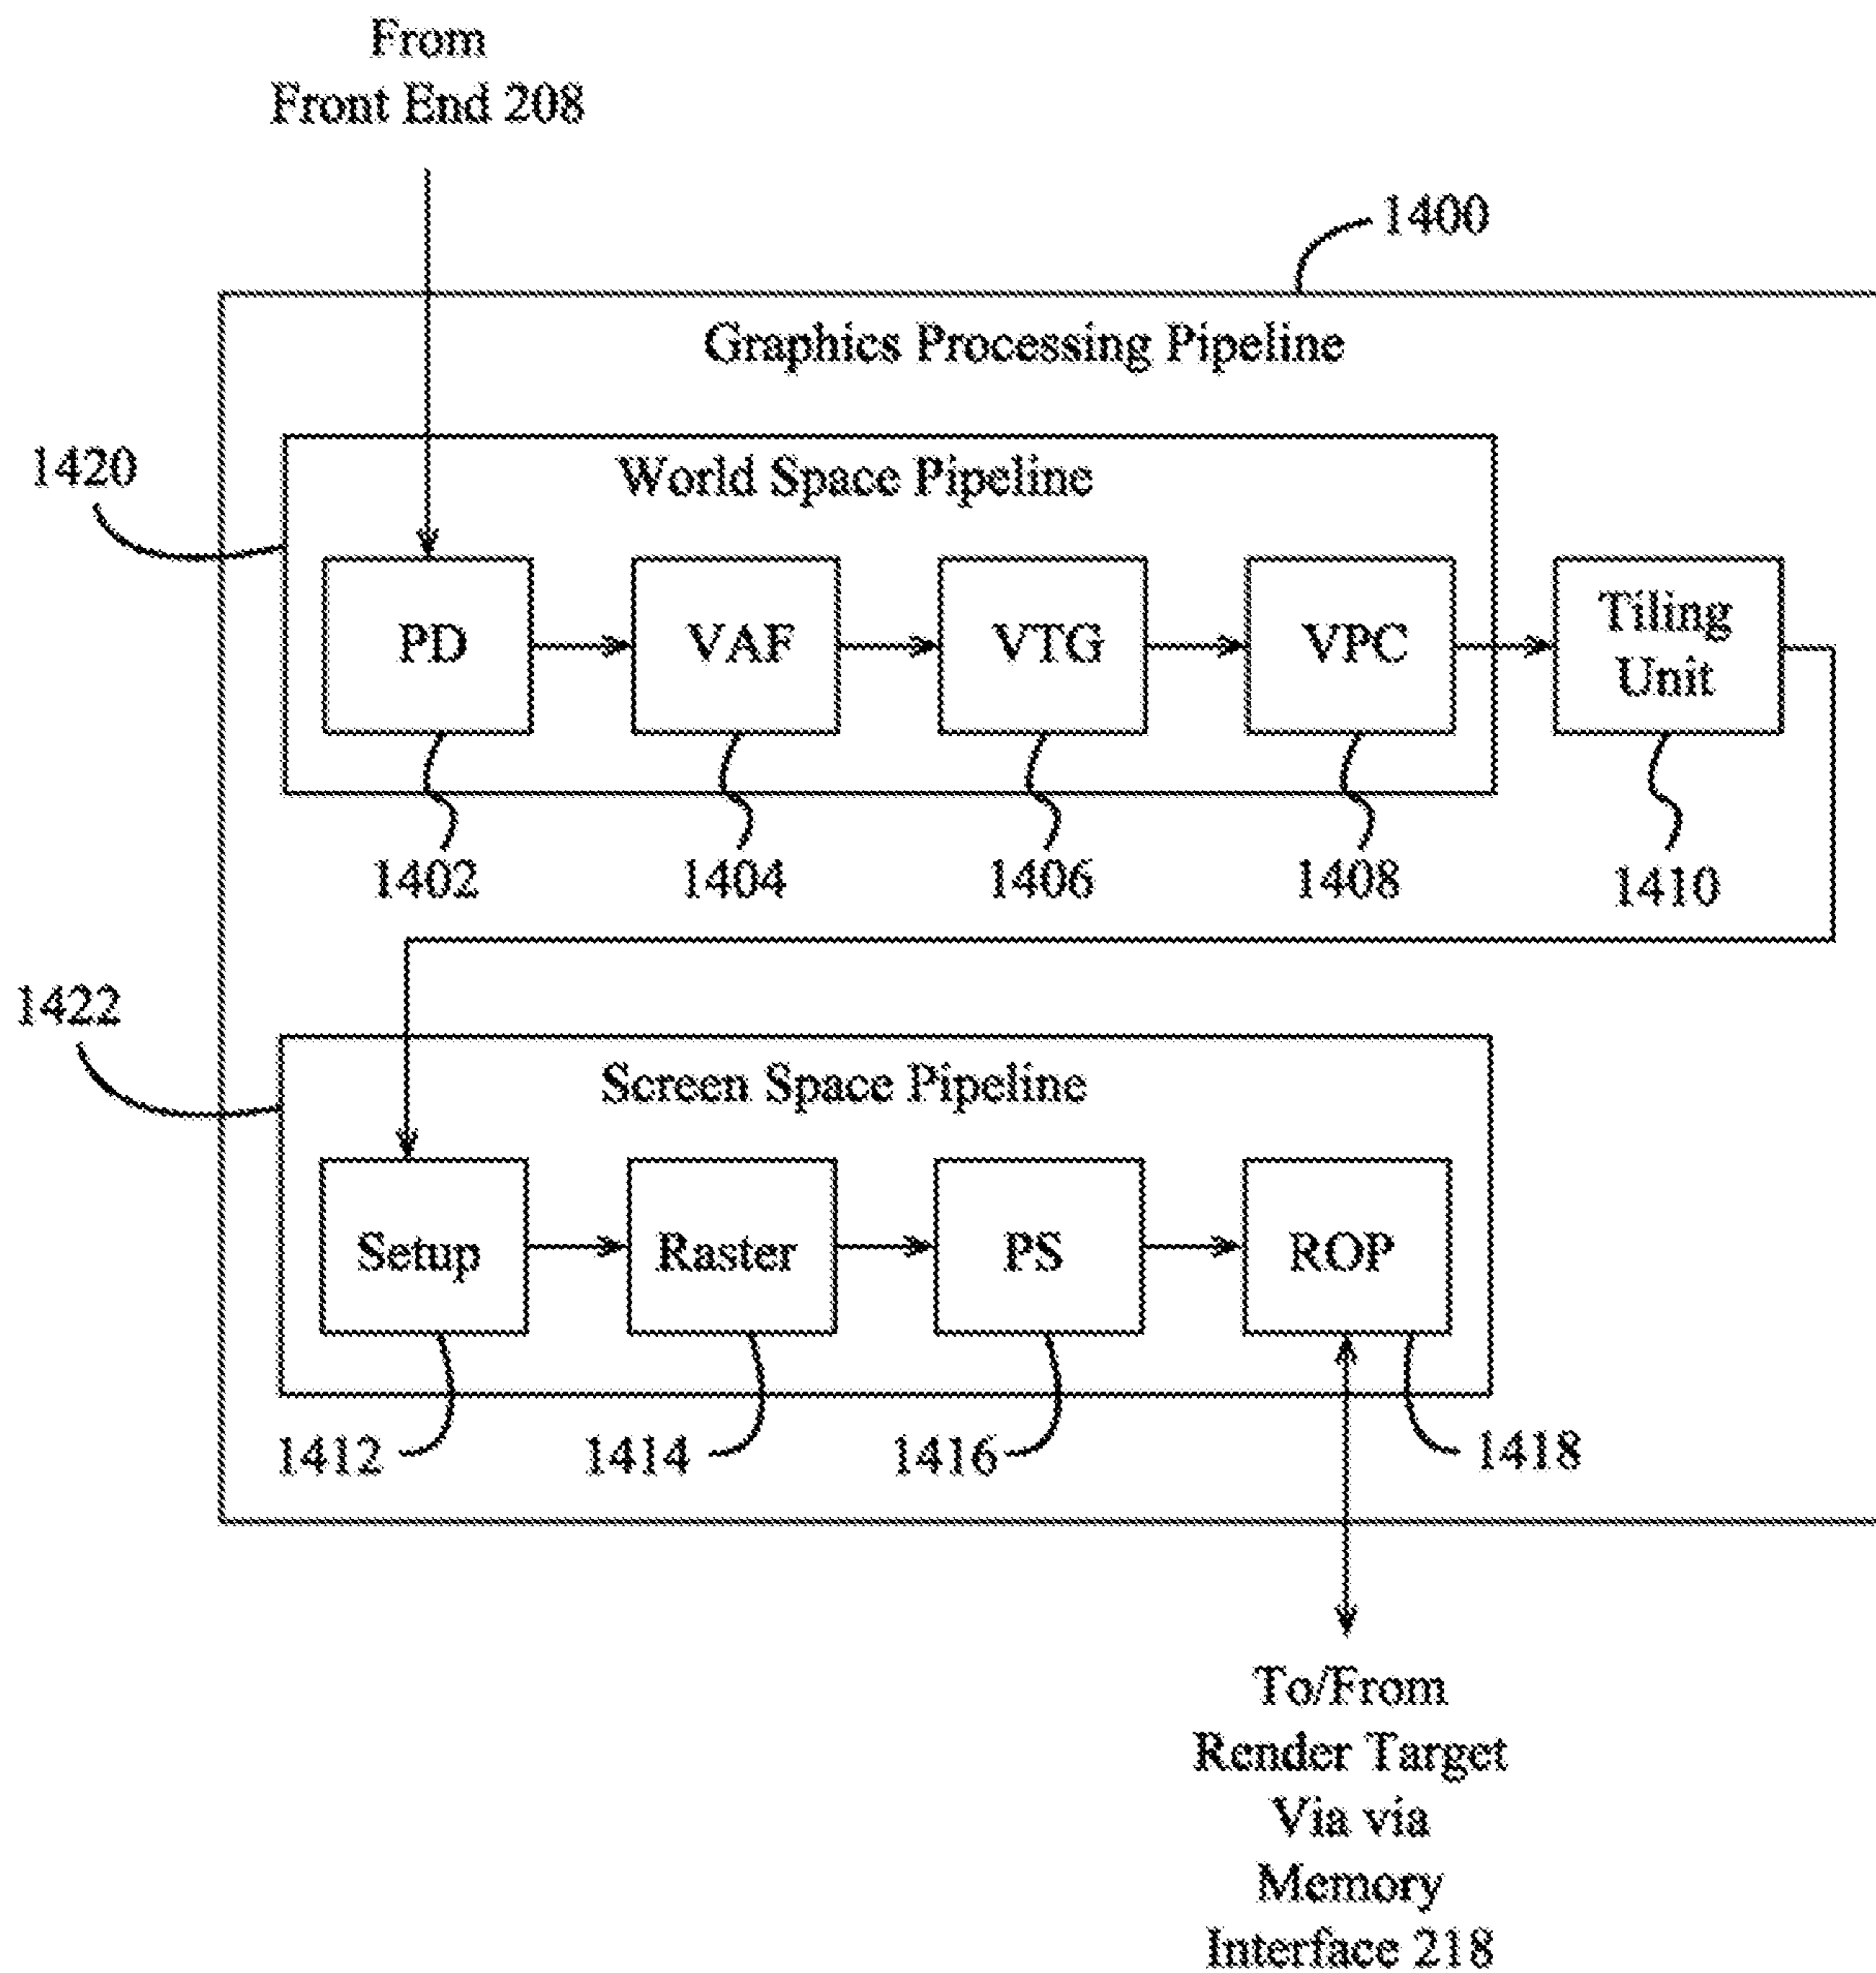 From
Front End 208
1400
Graphics Processing Pipeline
1420
World Space Pipeline
PD
VAF
VTG
VPC
Tiling
Unit
1402
1404
1406
1408
1410
1422
Screen Space Pipeline
Setup
Raster
PS
ROP
1412
1414
1416
1418
To/From
Render Target
Via via
Memory
Interface 218